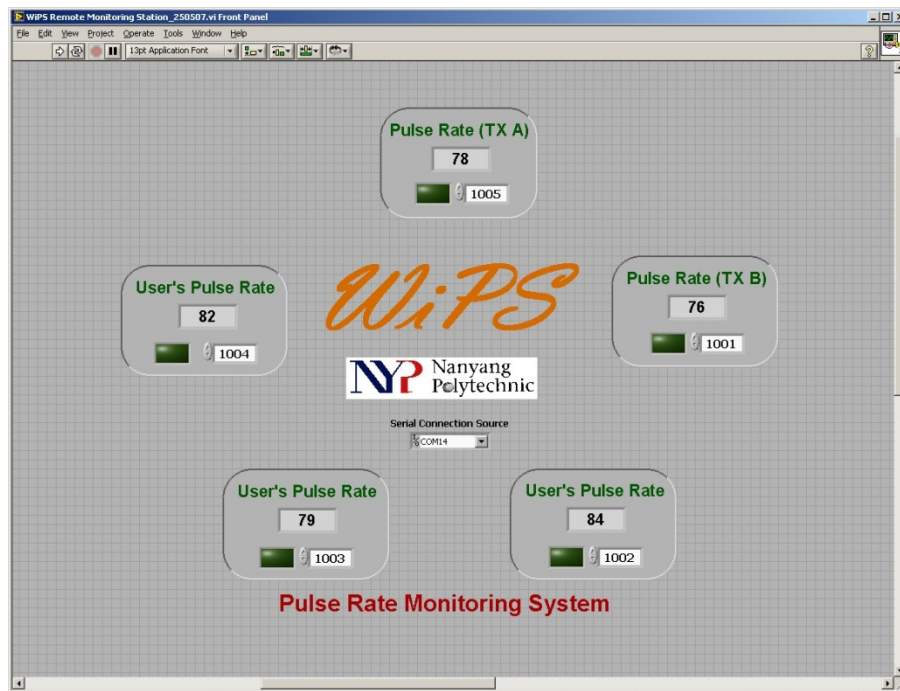 WiPS Remote Monitoring Station_250507.vi Front Panel
File Edit View Project Operate Tools Window Help
13pt Application Font
Pulse Rate (TX A)
78
1005
User's Pulse Rate
82
1004
WiPS
Pulse Rate (TX B)
76
1001
NYP Nanyang
Polytechnic
Serial Connection Source
COM14
User's Pulse Rate
79
1003
User's Pulse Rate
84
1002
Pulse Rate Monitoring System